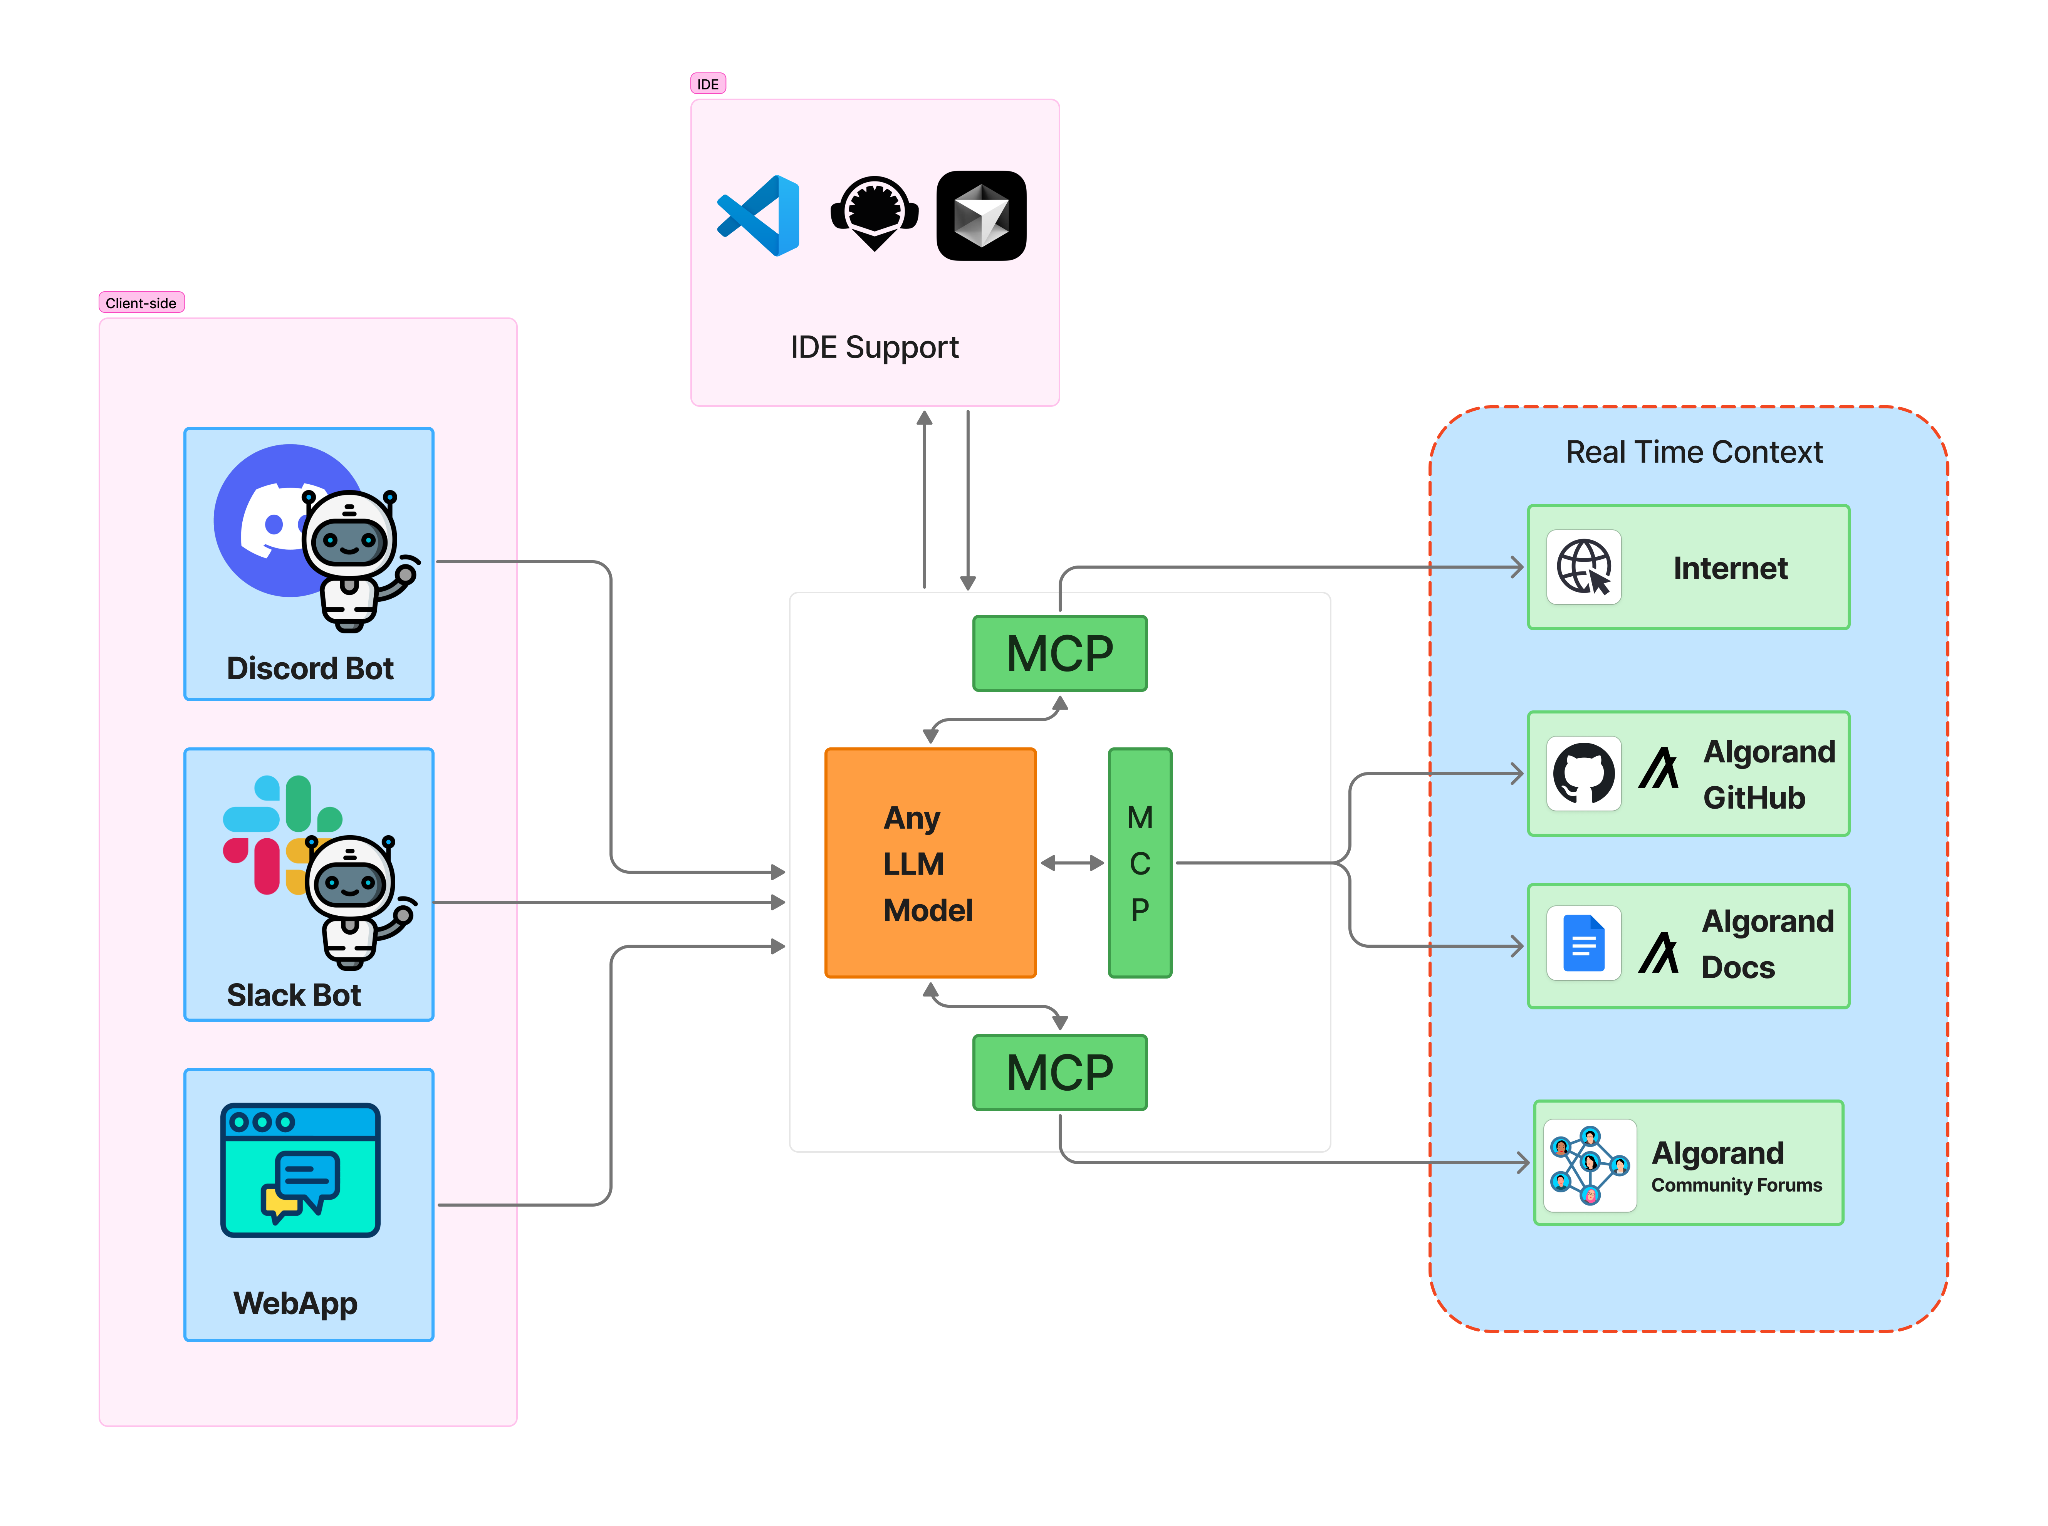 IDE
IDE Support
Client-side
Discord Bot
Slack Bot
WebApp
MCP
Any
LLM
Model
M
C
P
MCP
Real Time Context
Internet
Algorand
GitHub
Algorand
Docs
Algorand
Community Forums